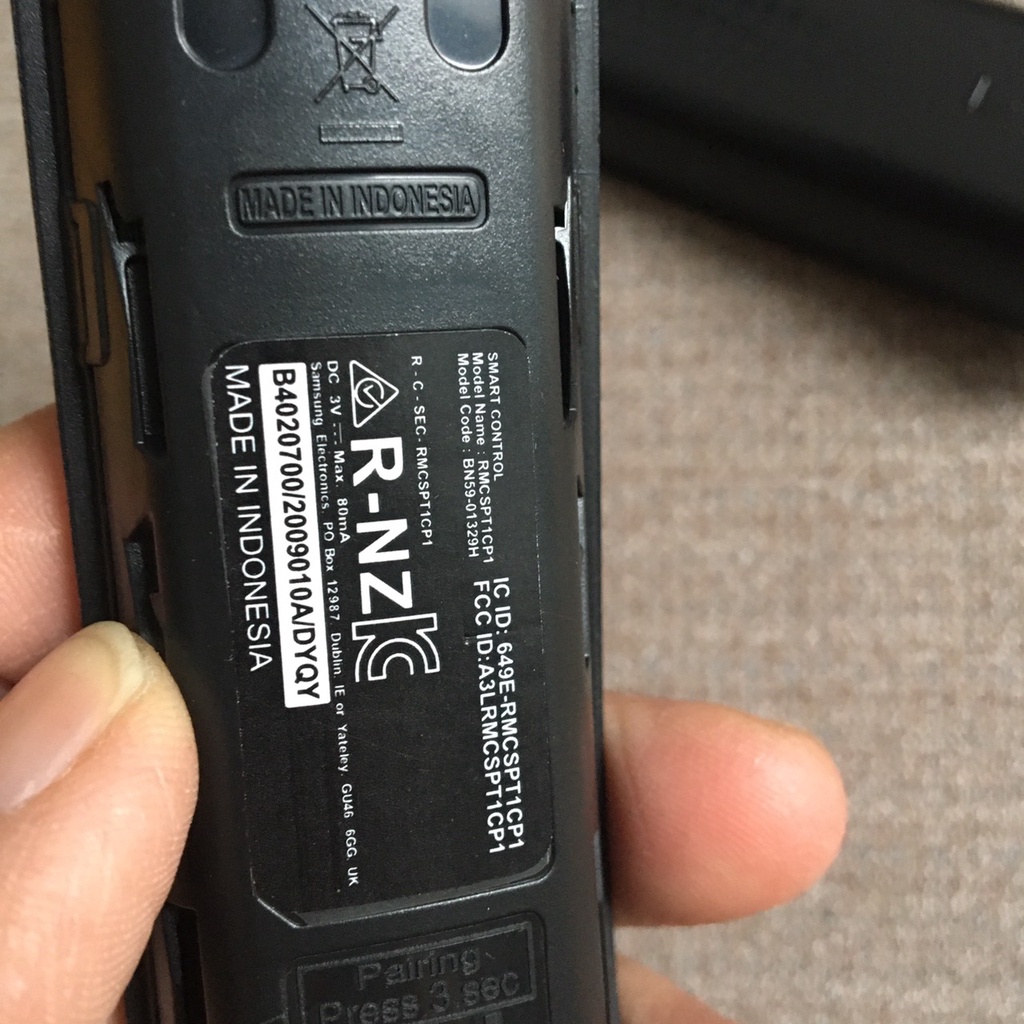 MADE IN INDONESIA
SMART CONTROL
Model Name : RMCSPT1CP1
Model Code : BN59-01329H
IC ID: 649E-RMCSPT1CP1
FCC ID:A3LRMCSPT1CP1
R - C - SEC- RMCSPT1CP1
R-NZ
DC 3V ⎓ Max. 80mA
Samsung Electronics. PO Box 12987. Dublin. IE or Yateley. GU46 6GG. UK
B4020700/2009010A/DYQY
MADE IN INDONESIA
Pairing
Press 3 sec